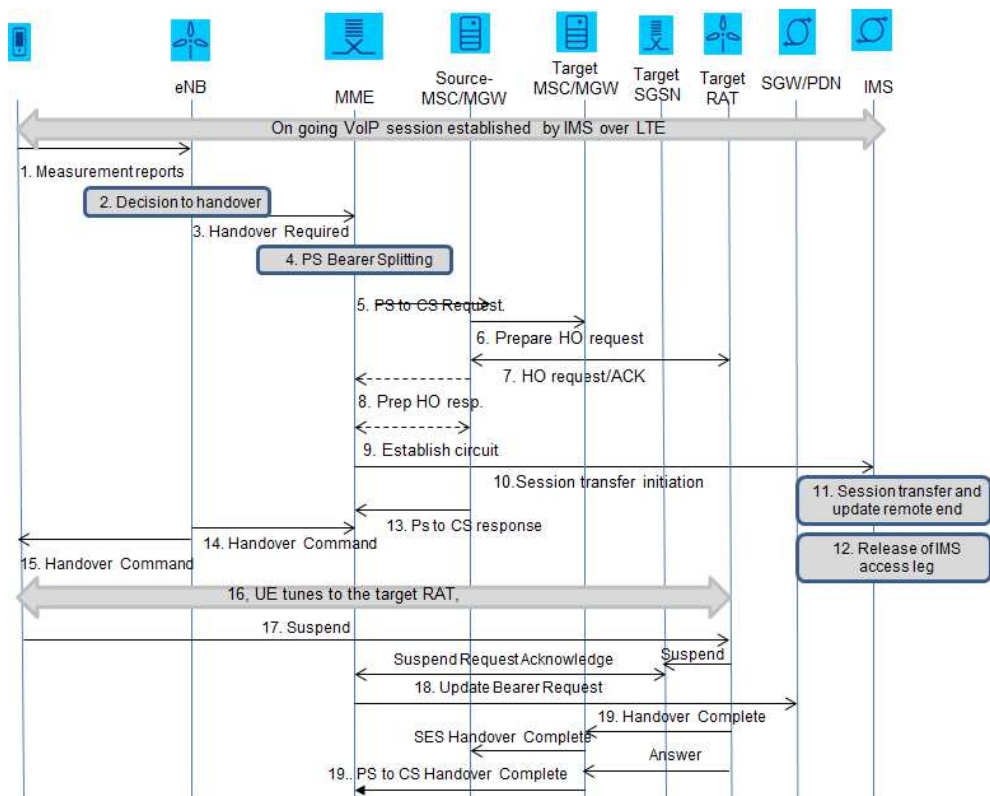 eNB
MME
Source-
MSC/MGW
Target
MSC/MGW
Target
SGSN
Target
RAT
SGW/PDN
IMS
On going VoIP session established by IMS over LTE
1. Measurement reports
2. Decision to handover
3. Handover Required
4. PS Bearer Splitting
5. PS to CS Request.
6. Prepare HO request
7. HO request/ACK
8. Prep HO resp.
9. Establish circuit
10.Session transfer initiation
11. Session transfer and
update remote end
13. Ps to CS response
14. Handover Command
12. Release of IMS
access leg
15. Handover Command
16, UE tunes to the target RAT,
17. Suspend
Suspend
Suspend Request Acknowledge
18. Update Bearer Request
19. Handover Complete
SES Handover Complete
Answer
19.. PS to CS Handover Complete